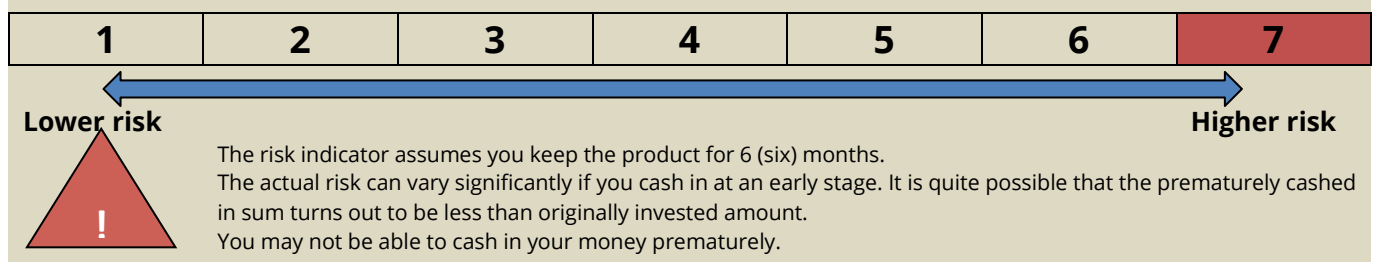 1 2 3 4 5 6 7
Lower risk Higher risk
The risk indicator assumes you keep the product for 6 (six) months.
The actual risk can vary significantly if you cash in at an early stage. It is quite possible that the prematurely cashed
in sum turns out to be less than originally invested amount.
!
You may not be able to cash in your money prematurely.